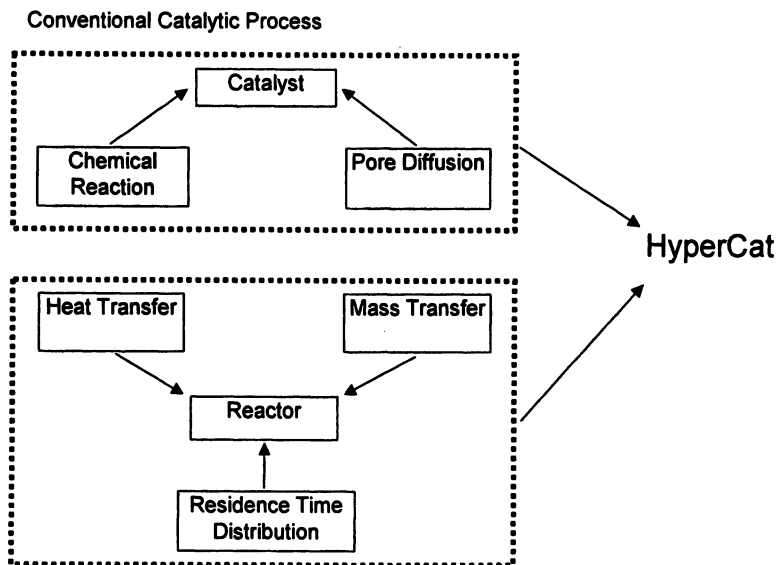 Conventional Catalytic Process
Catalyst
Chemical
Reaction
Pore Diffusion
HyperCat
Heat Transfer
Mass Transfer
Reactor
Residence Time
Distribution